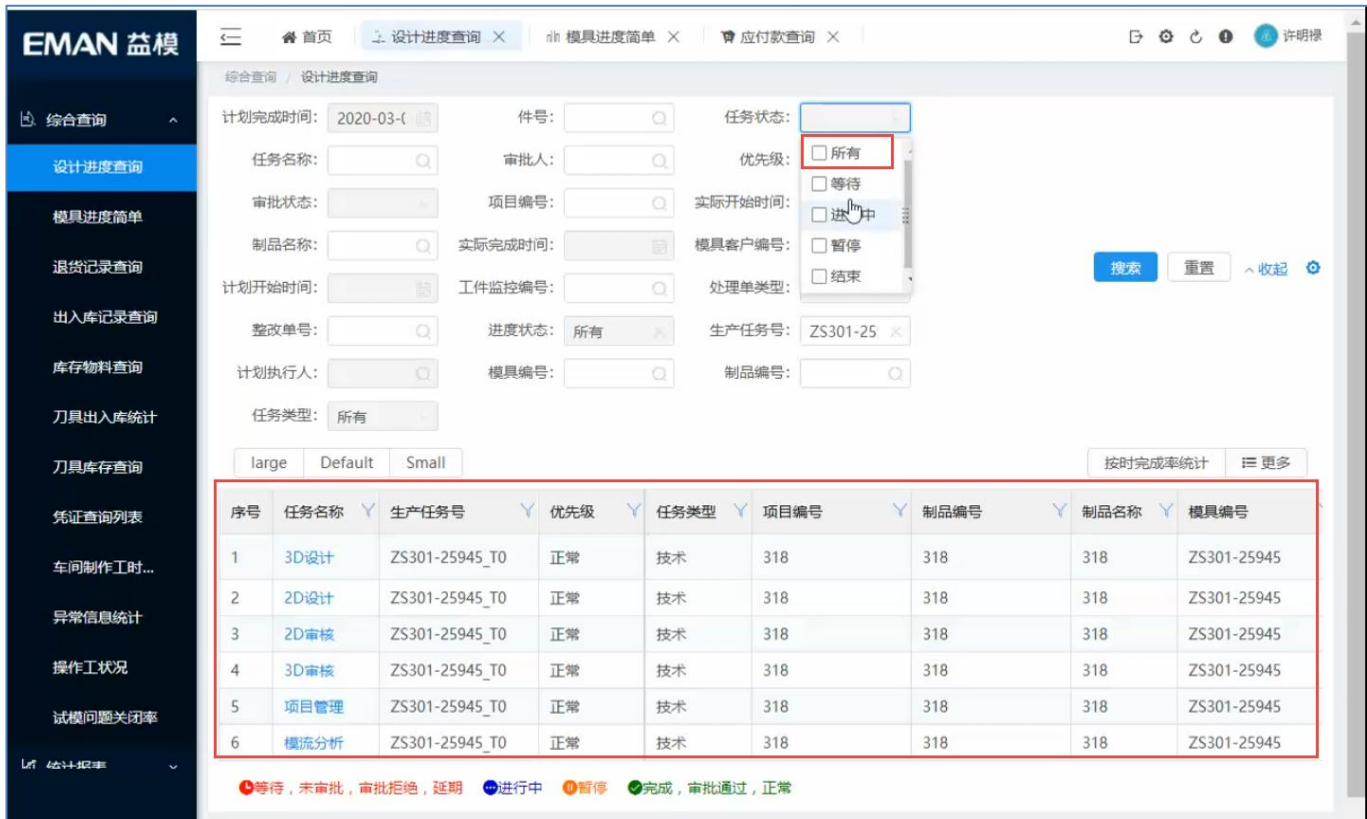 EMAN 益模
首页 设计进度查询 模具进度简单 应付款查询 许明禄
综合查询 / 设计进度查询
综合查询
设计进度查询
模具进度简单
退货记录查询
出入库记录查询
库存物料查询
刀具出入库统计
刀具库存查询
凭证查询列表
车间制作工时...
异常信息统计
操作工状况
试模问题关闭率
统计报表
计划完成时间: 2020-03-0 件号: 任务状态:
任务名称: 审批人: 优先级:
审批状态: 项目编号: 实际开始时间:
制品名称: 实际完成时间: 模具客户编号:
计划开始时间: 工件监控编号: 处理单类型:
整改单号: 进度状态: 所有 生产任务号: ZS301-25
计划执行人: 模具编号: 制品编号:
任务类型: 所有
所有
等待
进 中
暂停
结束
搜索 重置 收起
large Default Small 按时完成率统计 更多
序号 任务名称 生产任务号 优先级 任务类型 项目编号 制品编号 制品名称 模具编号
1 3D设计 ZS301-25945_T0 正常 技术 318 318 318 ZS301-25945
2 2D设计 ZS301-25945_T0 正常 技术 318 318 318 ZS301-25945
3 2D审核 ZS301-25945_T0 正常 技术 318 318 318 ZS301-25945
4 3D审核 ZS301-25945_T0 正常 技术 318 318 318 ZS301-25945
5 项目管理 ZS301-25945_T0 正常 技术 318 318 318 ZS301-25945
6 模流分析 ZS301-25945_T0 正常 技术 318 318 318 ZS301-25945
等待，未审批，审批拒绝，延期 进行中 暂停 完成，审批通过，正常